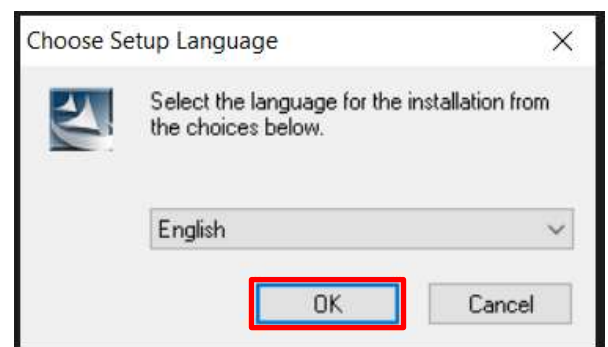 Choose Setup Language
Select the language for the installation from
the choices below.
English
OK
Cancel